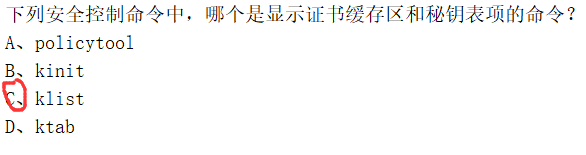 下列安全控制命令中，哪个是显示证书缓存区和秘钥表项的命令？
A、policytool
B、kinit
C、klist
D、ktab